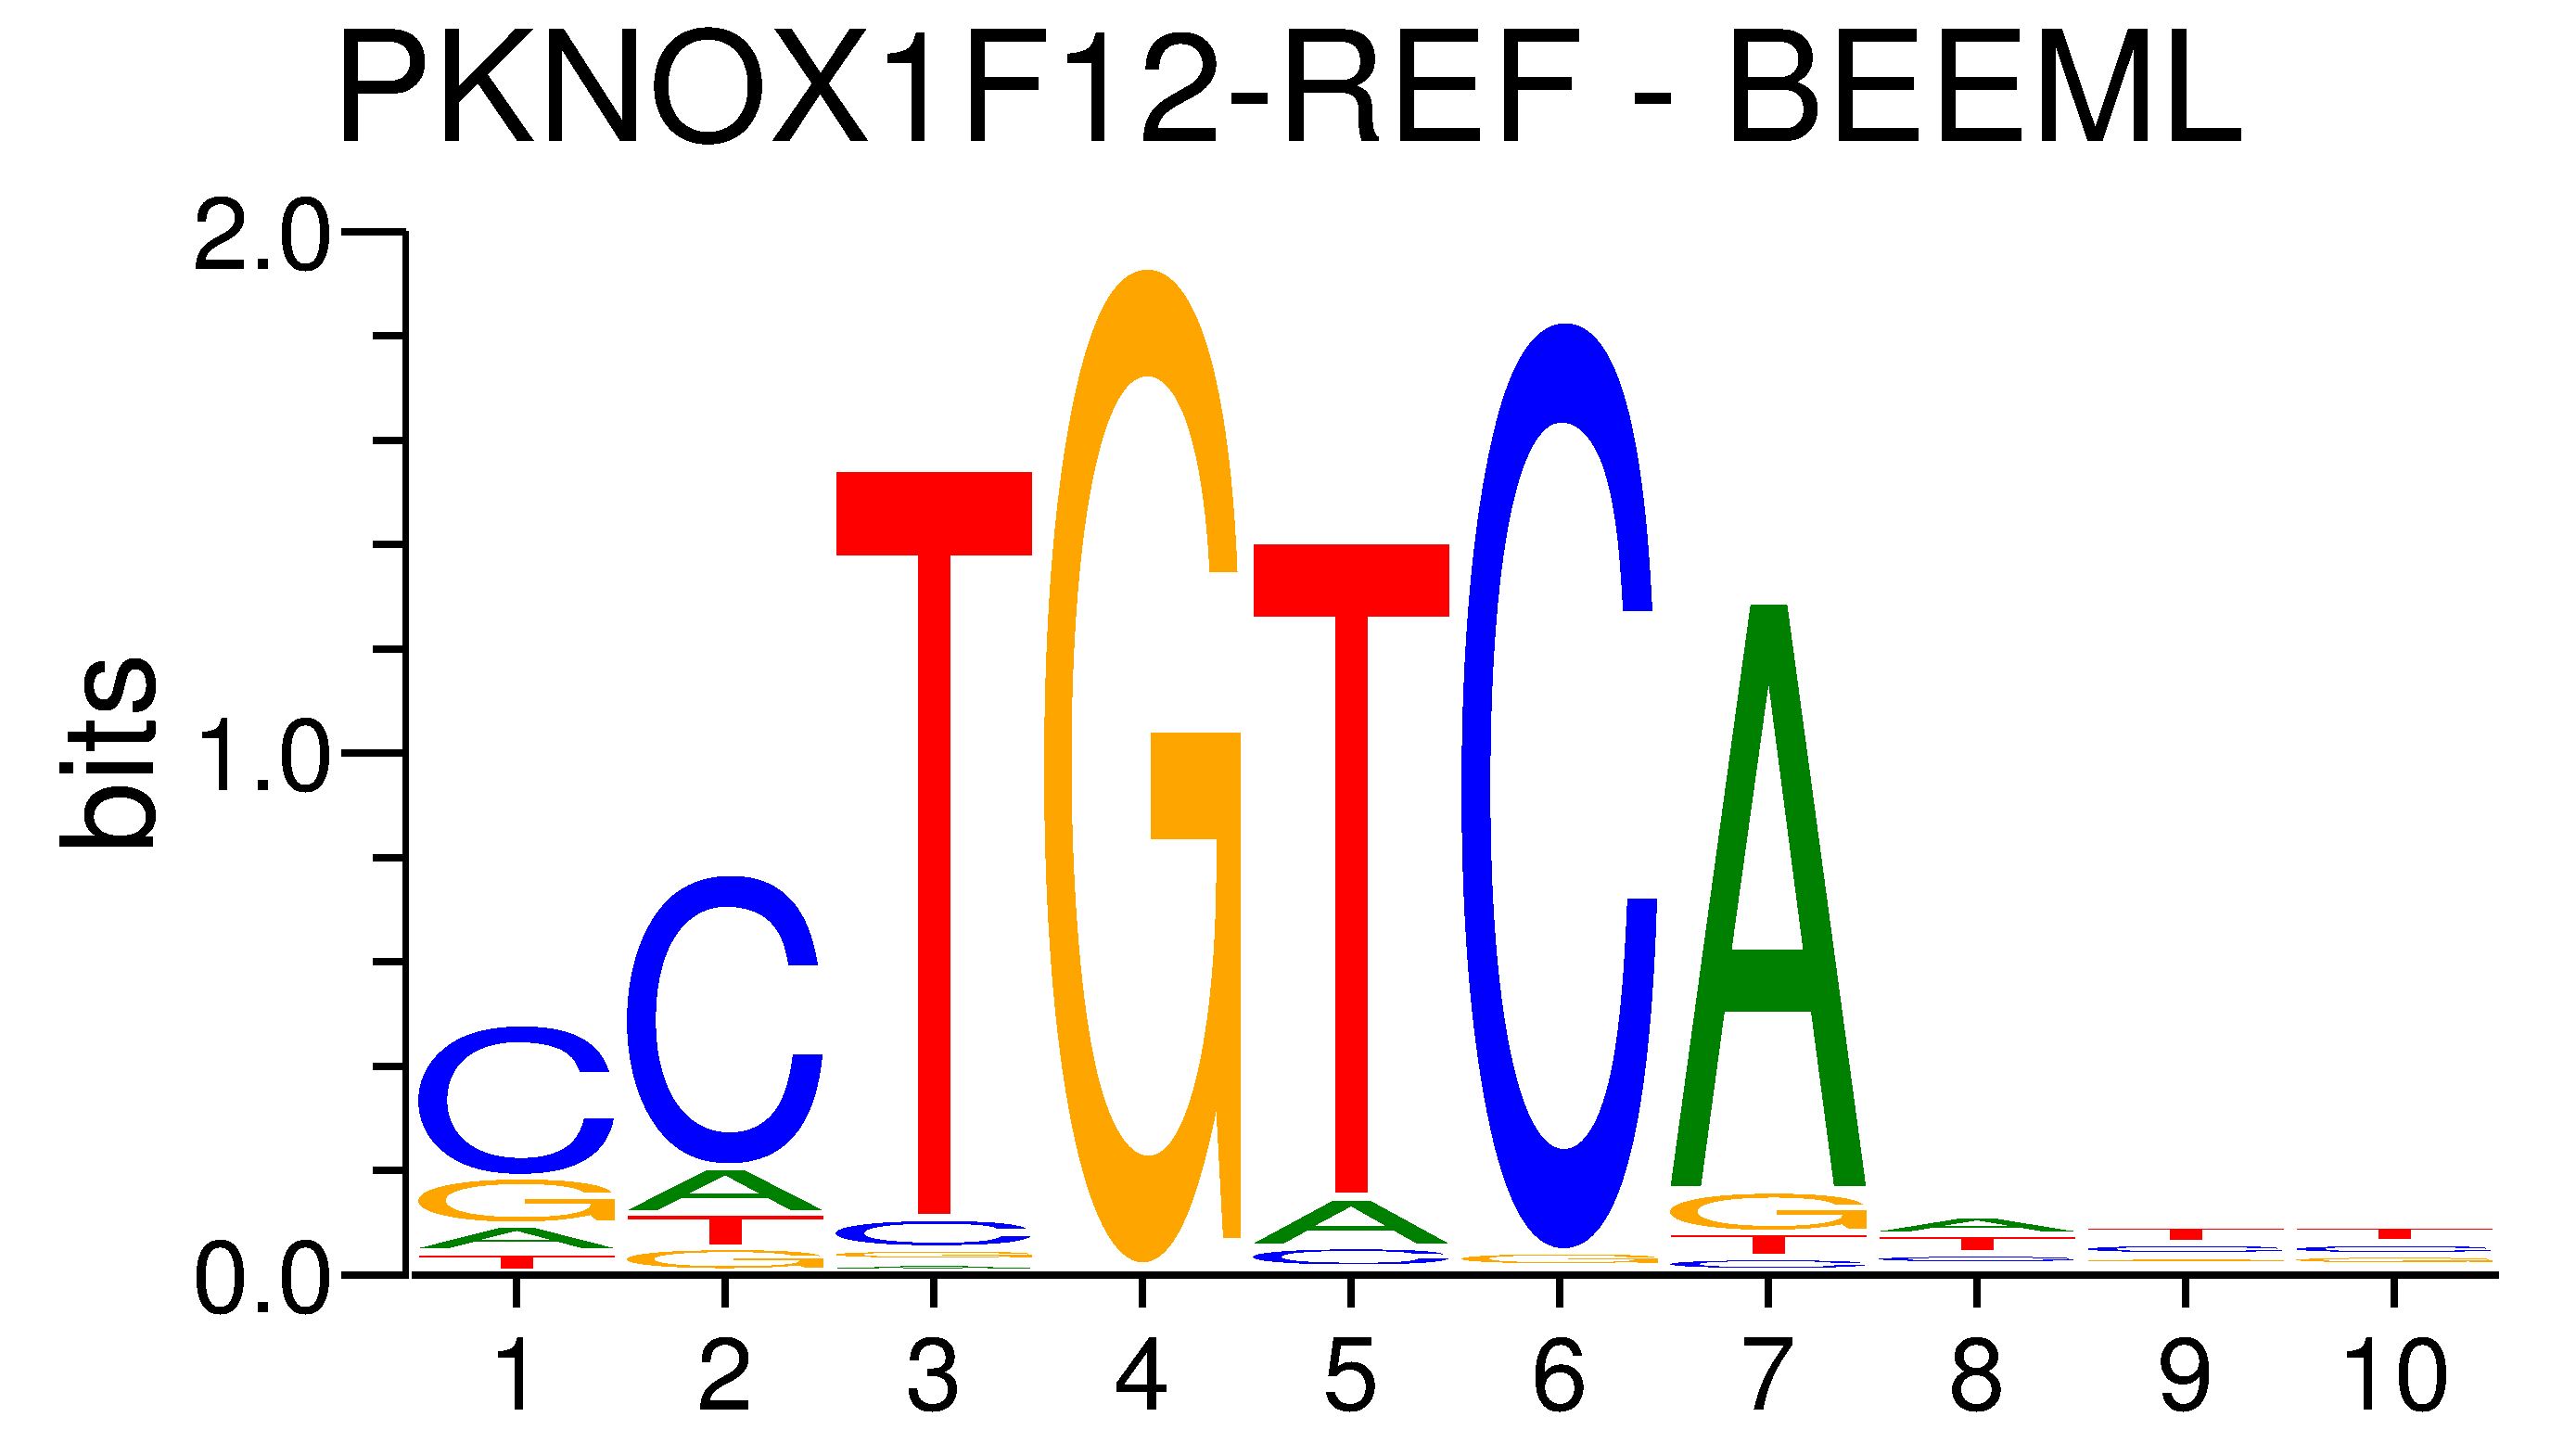 PKNOX1F12-REF - BEEML
2.0
1.0
0.0
bits
C G A T
C A T G
T C G A
G
T A C
C G
A G T C
A T C
T C G
T C G
1 2 3 4 5 6 7 8 9 10